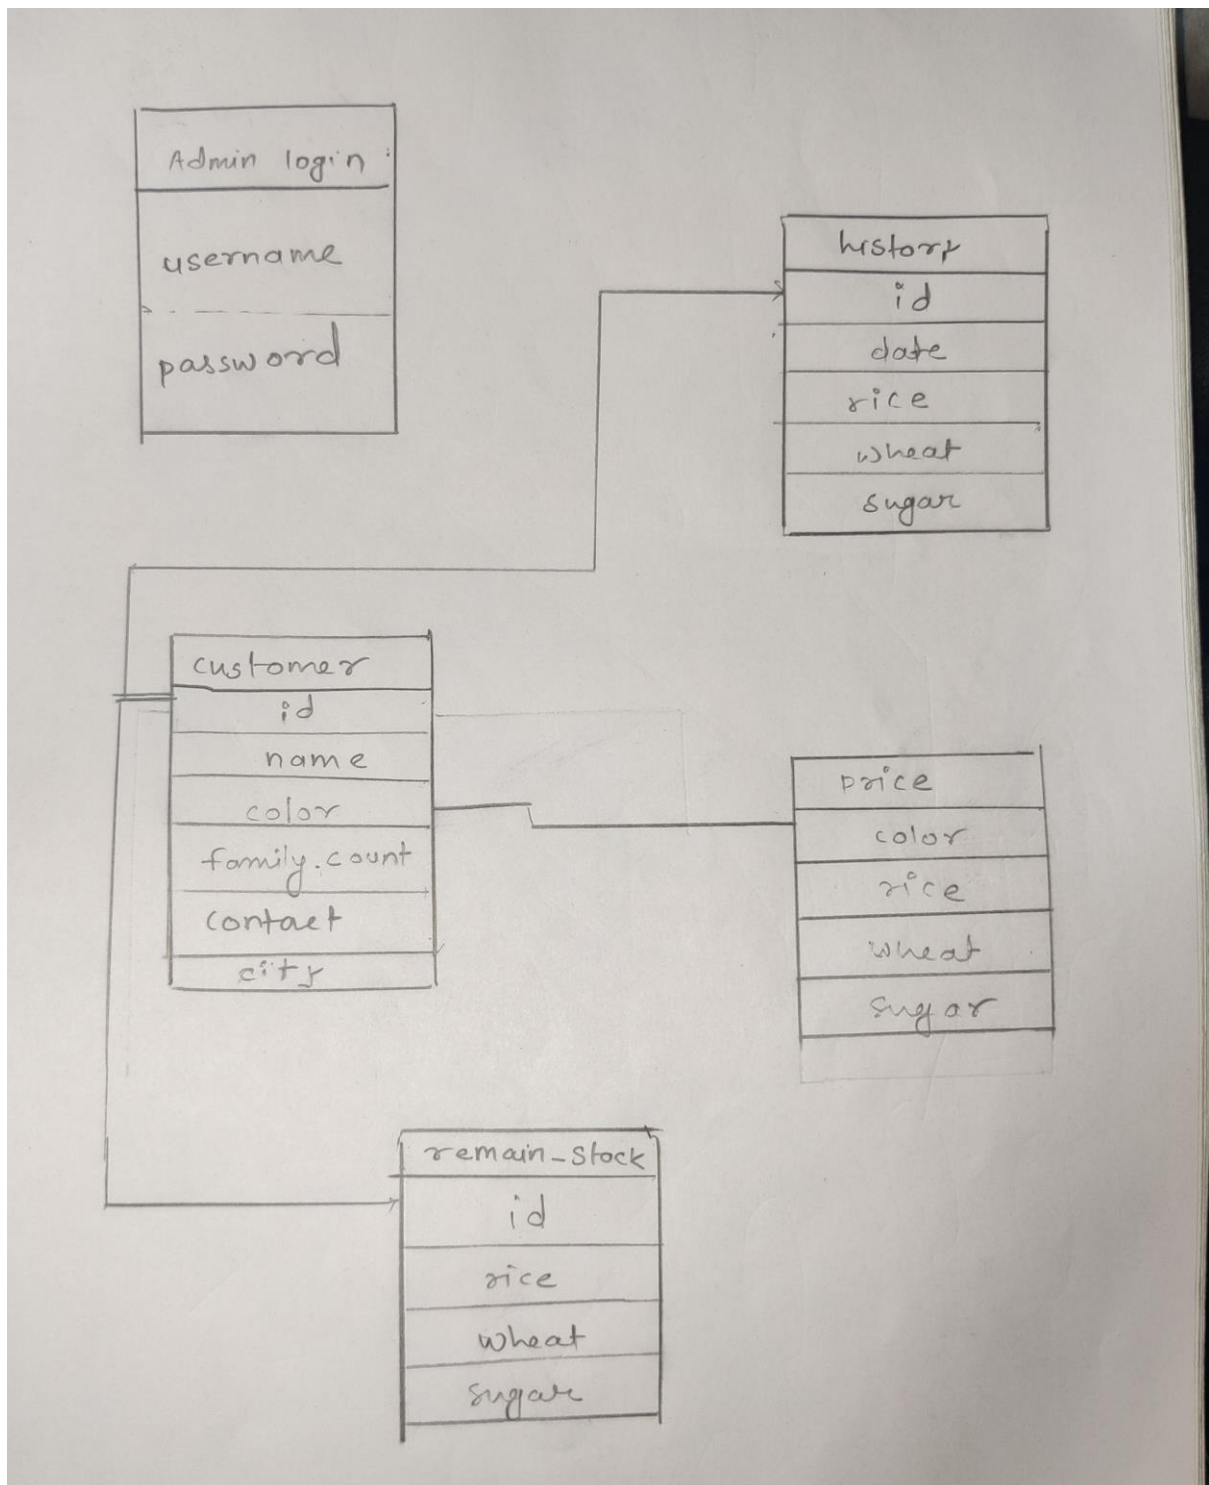 Admin login
username
password
history
id
date
rice
wheat
sugar
customer
id
name
color
family.count
contact
city
price
color
rice
wheat
sugar
remain_stock
id
rice
wheat
sugar